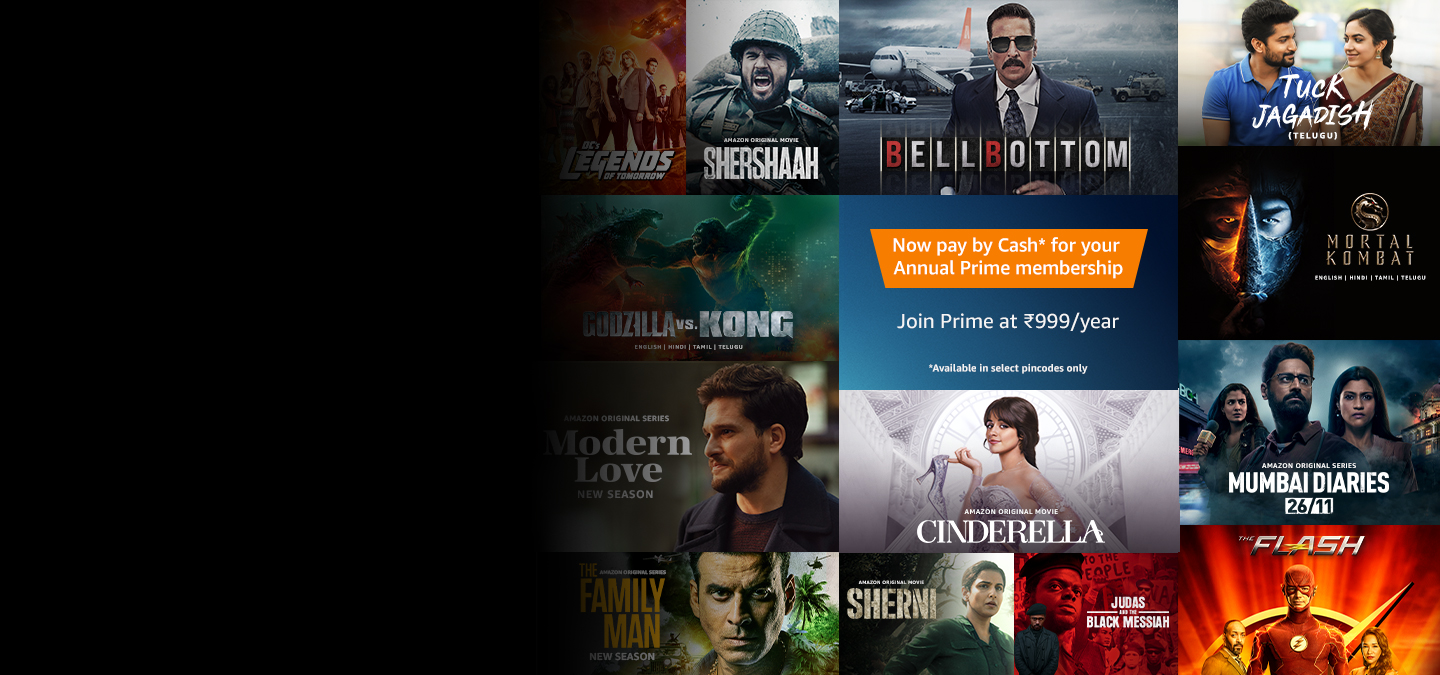 DC's
LEGENDS
OF TOMORROW
AMAZON ORIGINAL MOVIE
SHERSHAAH
BELLBOTTOM
TUCK
JAGADISH
(TELUGU)
GODZILLA vs. KONG
ENGLISH | HINDI | TAMIL | TELUGU
Now pay by Cash* for your
Annual Prime membership
Join Prime at ₹999/year
*Available in select pincodes only
MORTAL
KOMBAT
ENGLISH | HINDI | TAMIL | TELUGU
AMAZON ORIGINAL SERIES
Modern
Love
NEW SEASON
AMAZON ORIGINAL MOVIE
CINDERELLA
AMAZON ORIGINAL SERIES
MUMBAI DIARIES
26/11
THE
AMAZON ORIGINAL SERIES
FAMILY
MAN
NEW SEASON
AMAZON ORIGINAL MOVIE
SHERNI
TO THE
PEOPLE
JUDAS
AND THE
BLACK MESSIAH
THE FLASH